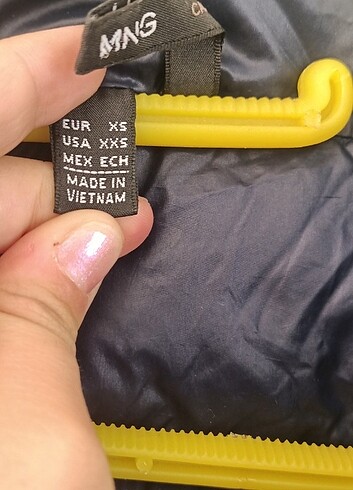 MNG
EUR XS
USA XXS
MEX ECH
MADE IN
VIETNAM